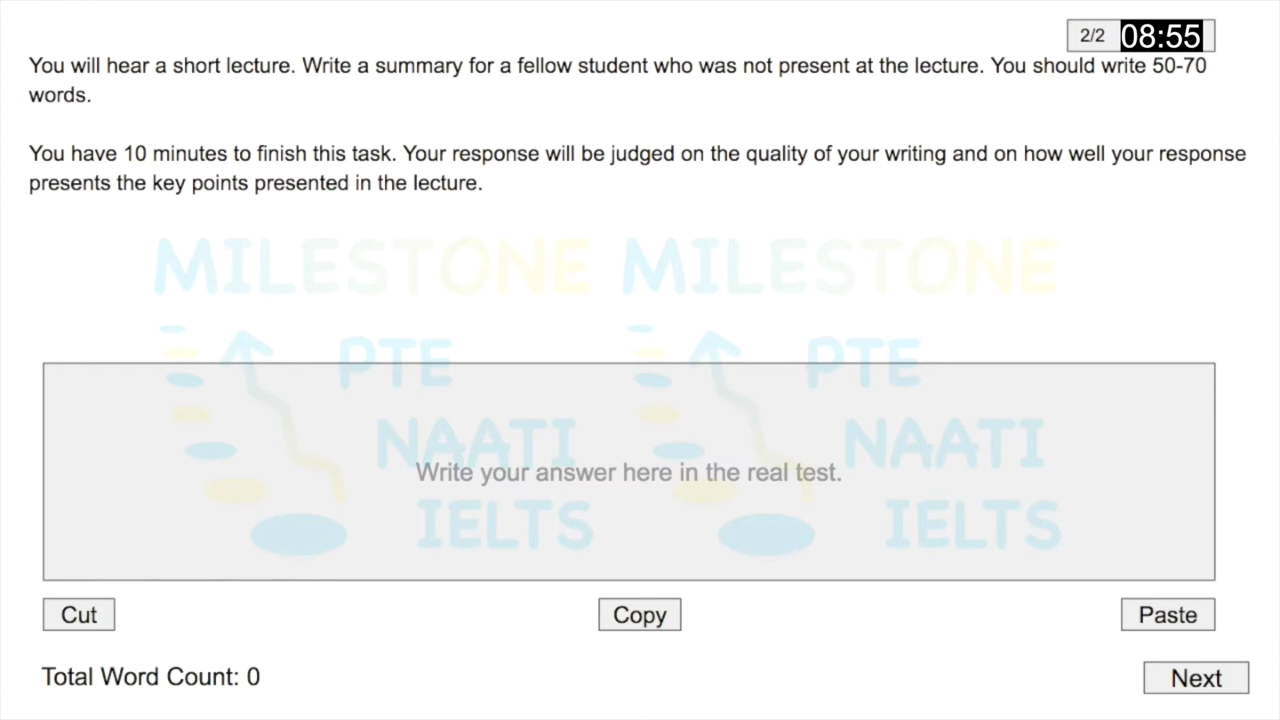 2/2 08:55
You will hear a short lecture. Write a summary for a fellow student who was not present at the lecture. You should write 50-70
words.
You have 10 minutes to finish this task. Your response will be judged on the quality of your writing and on how well your response
presents the key points presented in the lecture.
MILESTONE MILESTONE
PTE PTE
NAATI NAATI
Write your answer here in the real test.
IELTS IELTS
Cut Copy Paste
Total Word Count: 0 Next